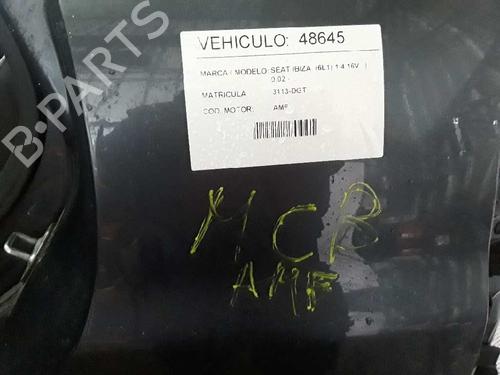 VEHICULO: 48645
MARCA / MODELO: SEAT IBIZA (6L1) 1.4 16V |
0.02 -
MATRICULA 3113-DGT
COD. MOTOR: AMF
B-PARTS
MCB
AMF